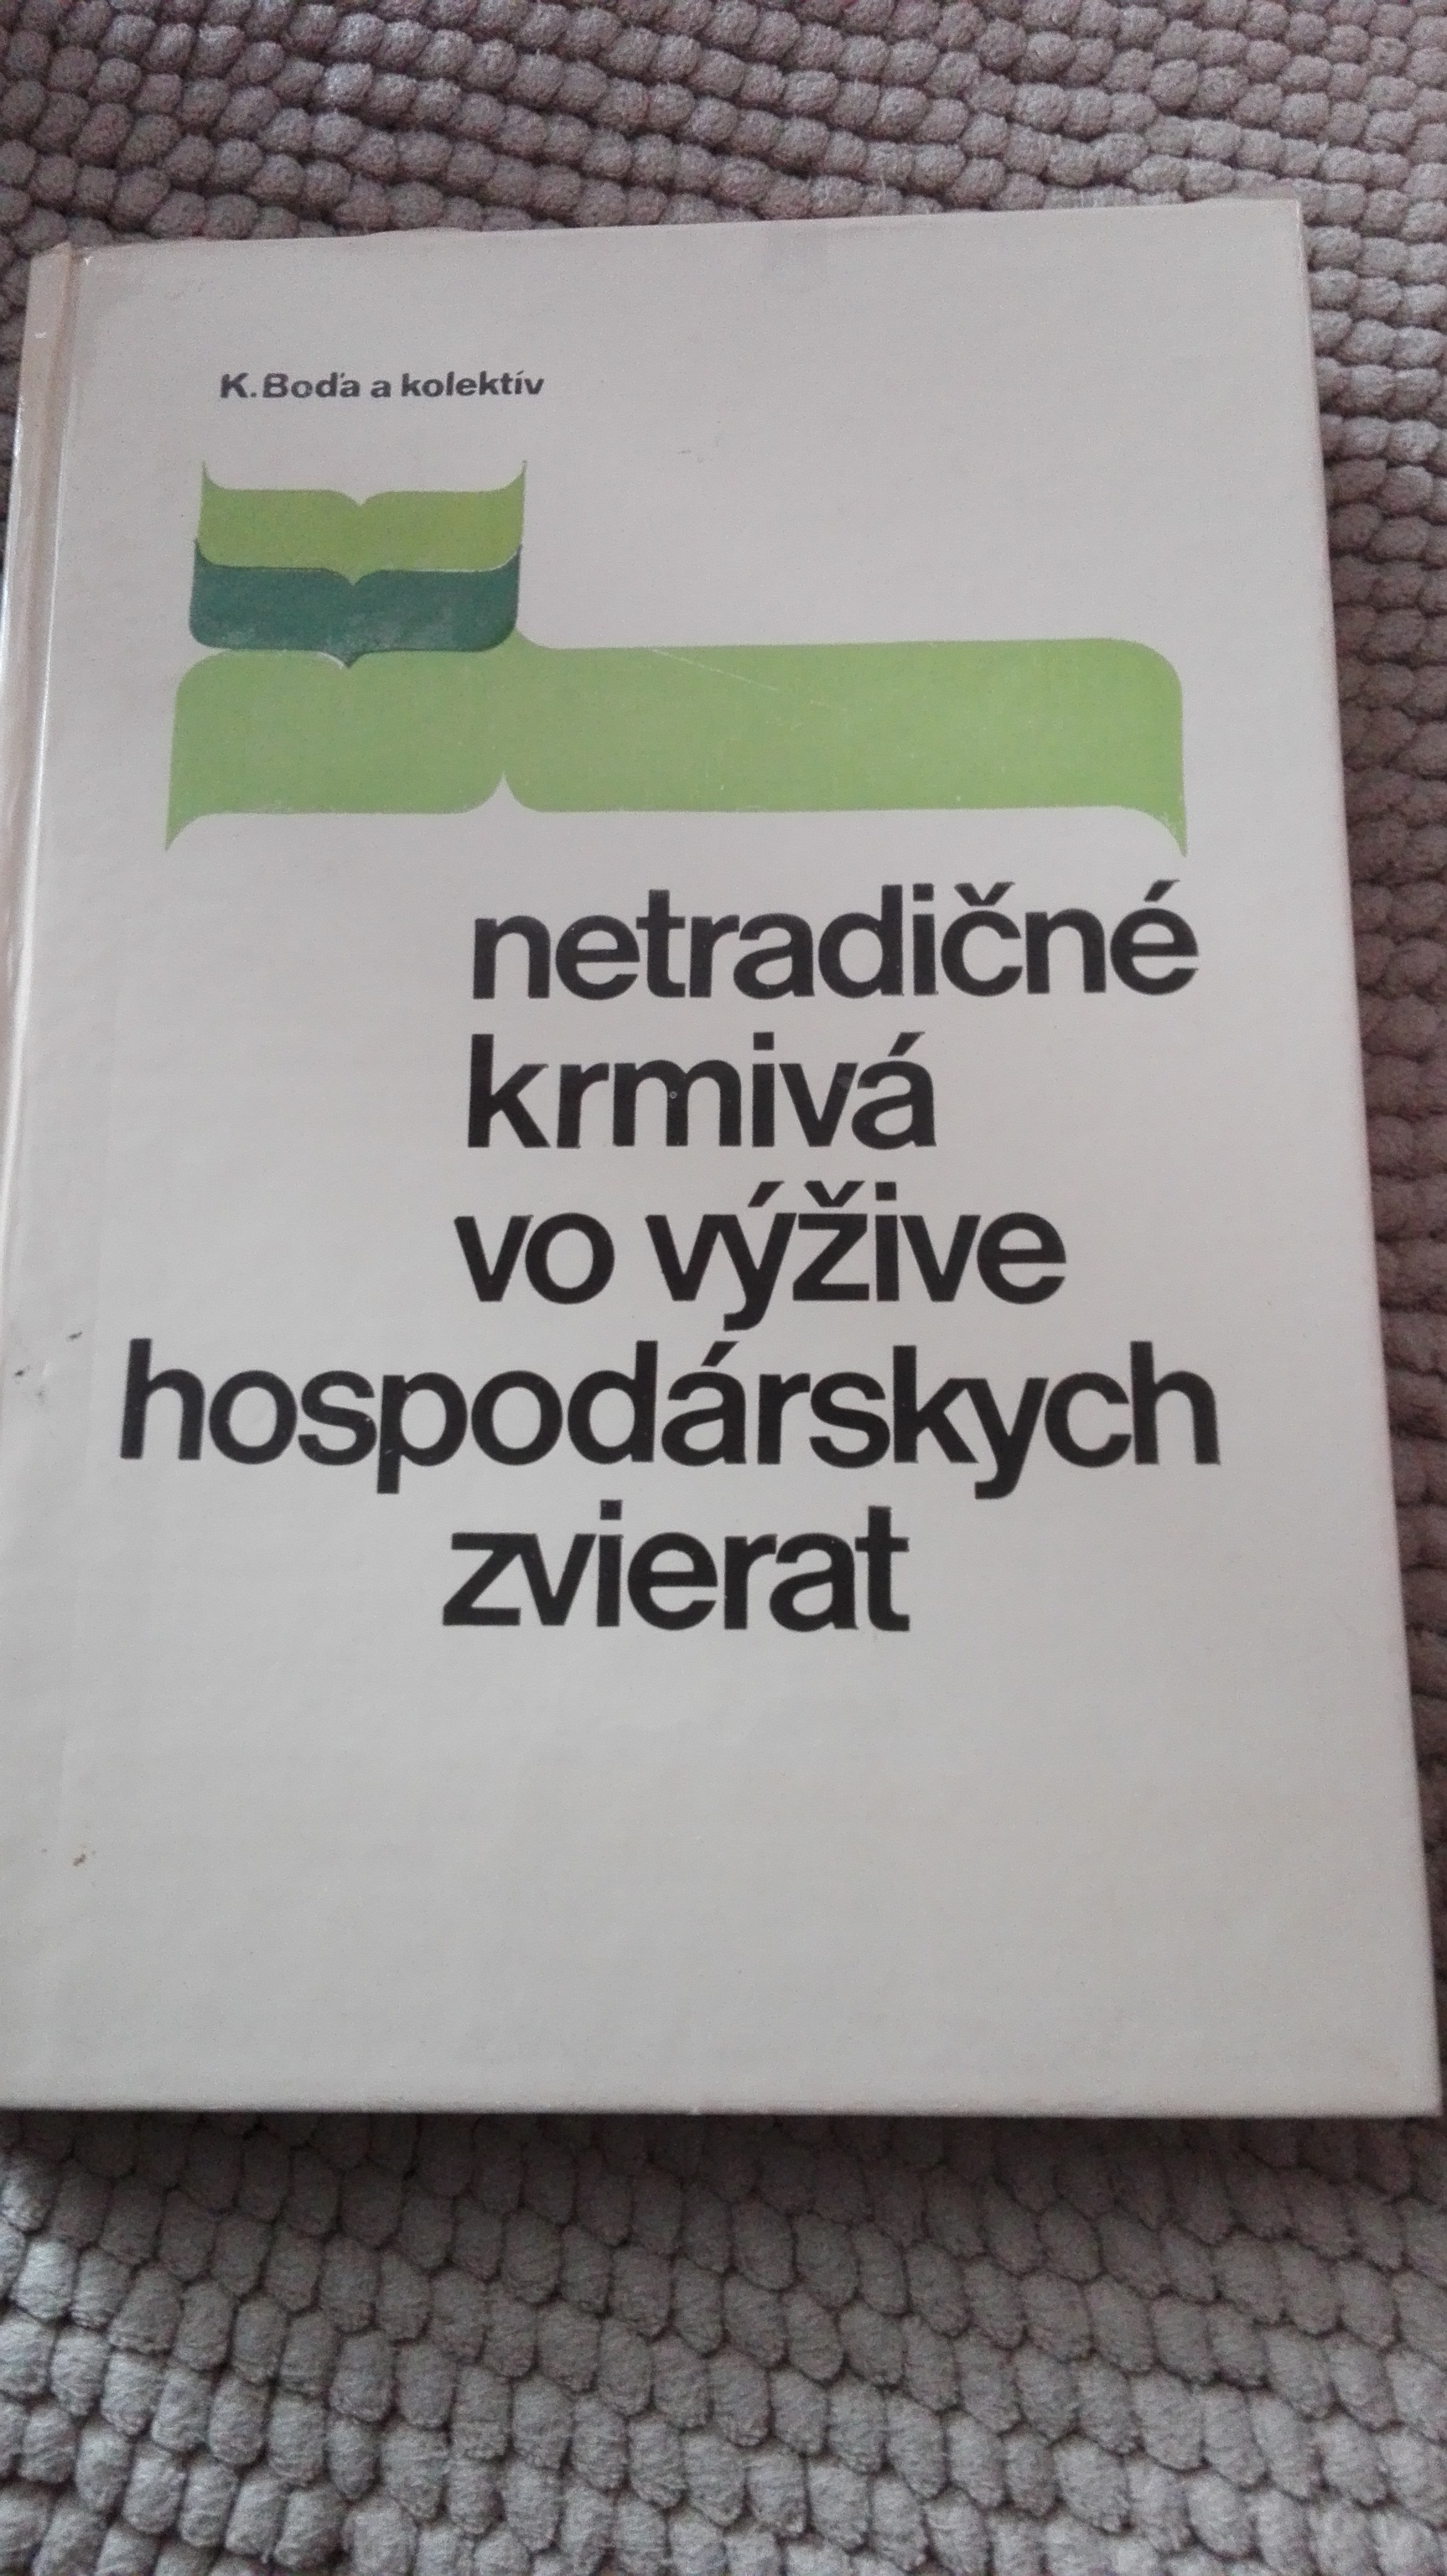 K. Boďa a kolektív
netradičné
krmivá
vo výžive
hospodárskych
zvierat